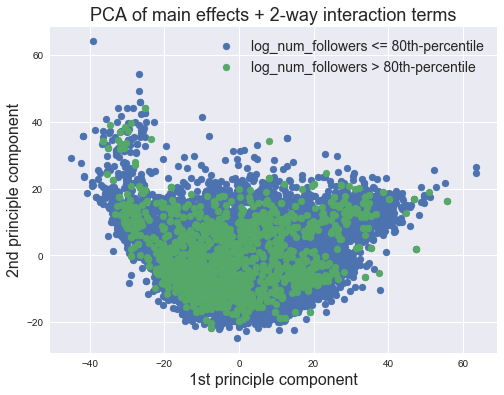 PCA of main effects + 2-way interaction terms
log_num_followers <= 80th-percentile
log_num_followers > 80th-percentile
2nd principle component
60
40
20
0
−20
−40
−20
0
20
40
60
1st principle component